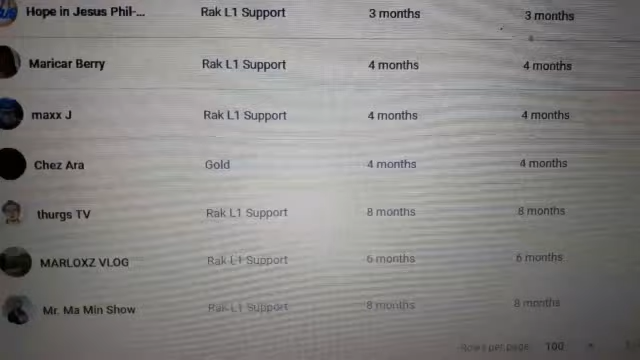 Hope in Jesus Phil-... Rak L1 Support 3 months 3 months
Maricar Berry Rak L1 Support 4 months 4 months
maxx J Rak L1 Support 4 months 4 months
Chez Ara Gold 4 months 4 months
thurgs TV Rak L1 Support 8 months 8 months
MARLOXZ VLOG Rak L1 Support 6 months 6 months
Mr. Ma Min Show Rak L1 Support 8 months 8 months
Rows per page: 100